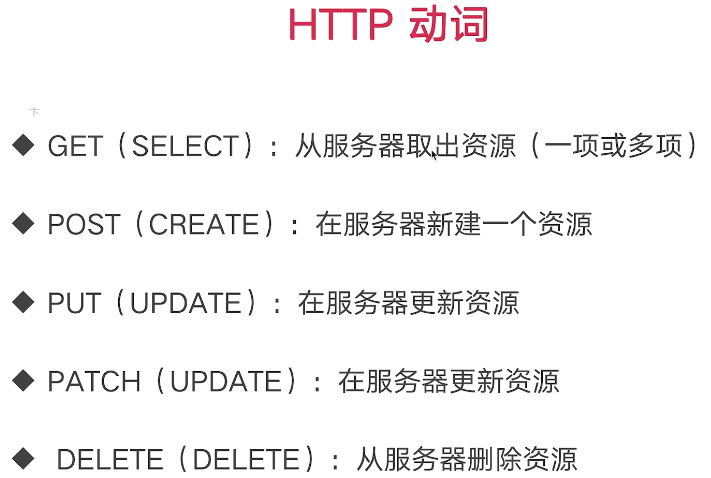 HTTP 动词
卞
◆ GET（SELECT）：从服务器取出资源（一项或多项）
◆ POST（CREATE）：在服务器新建一个资源
◆ PUT（UPDATE）：在服务器更新资源
◆ PATCH（UPDATE）：在服务器更新资源
◆ DELETE（DELETE）：从服务器删除资源